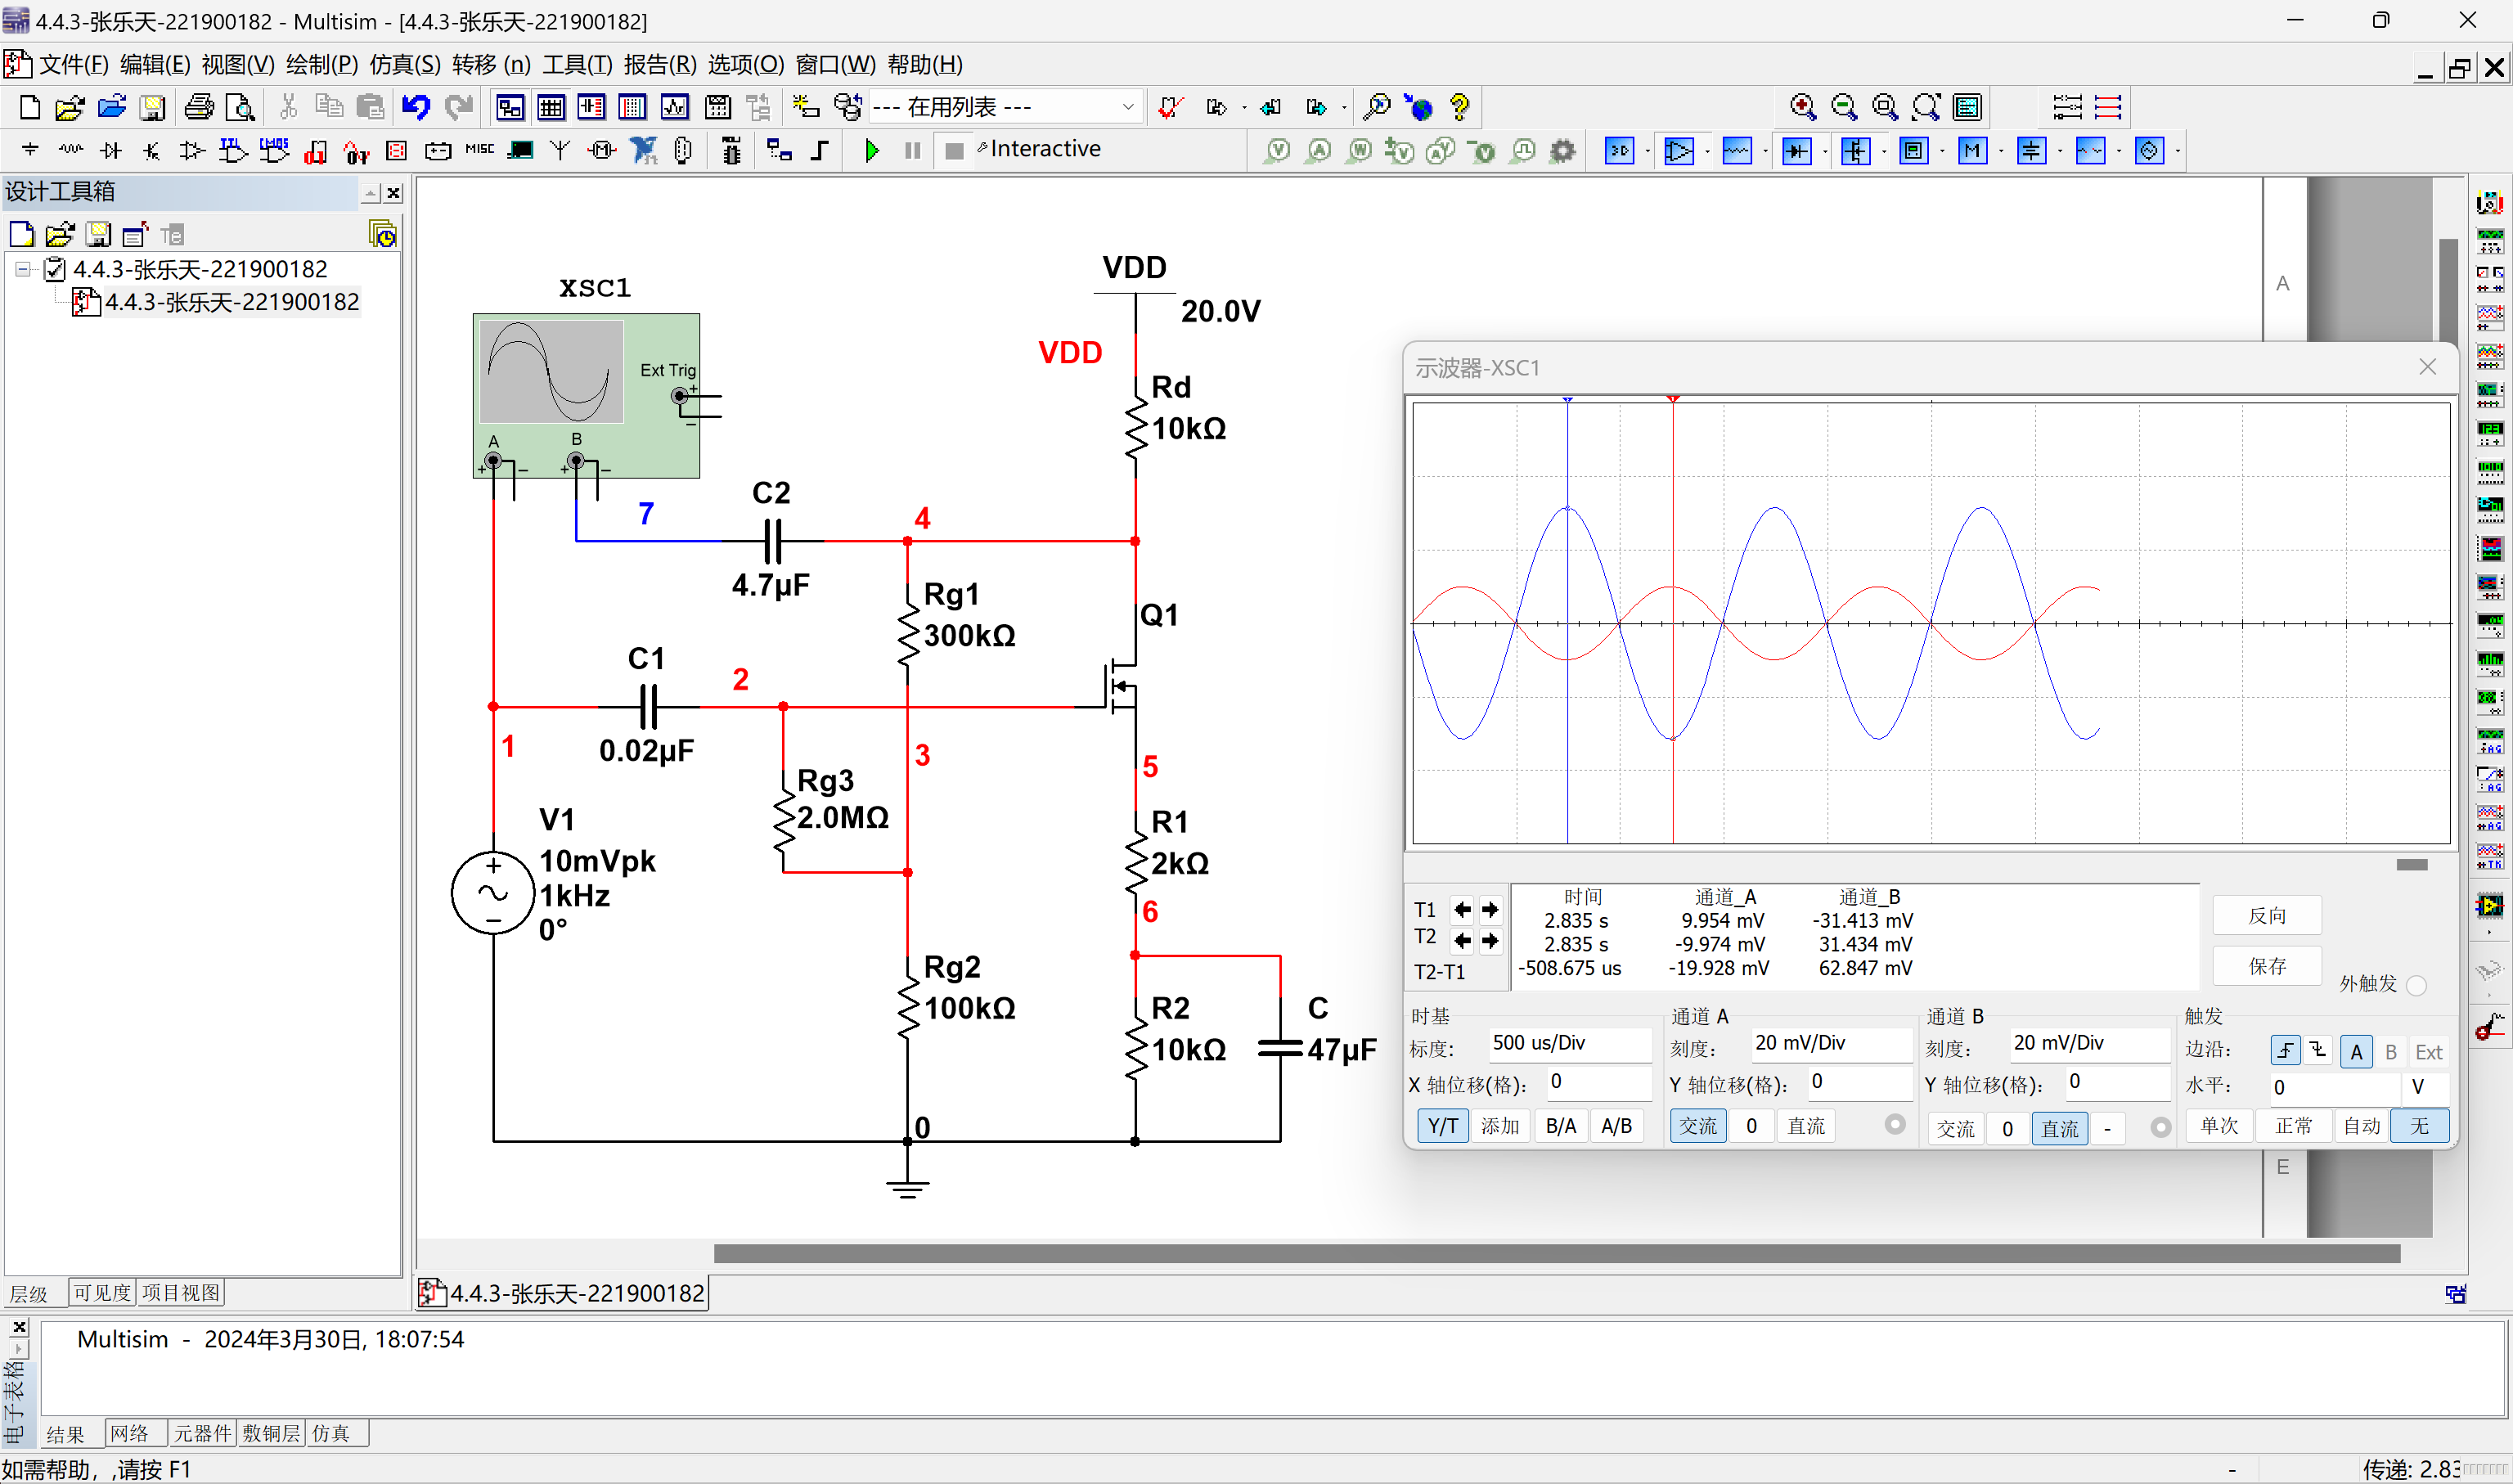 4.4.3-张乐天-221900182 - Multisim - [4.4.3-张乐天-221900182]
文件(F) 编辑(E) 视图(V) 绘制(P) 仿真(S) 转移 (n) 工具(T) 报告(R) 选项(O) 窗口(W) 帮助(H)
--- 在用列表 ---
MISC Interactive
设计工具箱
4.4.3-张乐天-221900182
4.4.3-张乐天-221900182
层级 可见度 项目视图
XSC1
Ext Trig
A B
VDD
20.0V
VDD
Rd
10kΩ
C2
7
4
4.7µF
Rg1
300kΩ
Q1
C1
2
0.02µF
1
3
5
Rg3
2.0MΩ
V1
10mVpk
1kHz
0°
R1
2kΩ
6
Rg2
100kΩ
R2
10kΩ
C
47µF
0
A
E
示波器-XSC1
时间 通道_A 通道_B
T1 2.835 s 9.954 mV -31.413 mV
T2 2.835 s -9.974 mV 31.434 mV
T2-T1 -508.675 us -19.928 mV 62.847 mV
反向
保存
外触发
时基 通道 A 通道 B 触发
标度: 500 us/Div 刻度: 20 mV/Div 刻度: 20 mV/Div 边沿: A B Ext
X 轴位移(格): 0 Y 轴位移(格): 0 Y 轴位移(格): 0 水平: 0 V
Y/T 添加 B/A A/B 交流 0 直流 交流 0 直流 - 单次 正常 自动 无
4.4.3-张乐天-221900182
Multisim - 2024年3月30日, 18:07:54
电子表格
结果 网络 元器件 敷铜层 仿真
如需帮助，,请按 F1
- 传递: 2.83